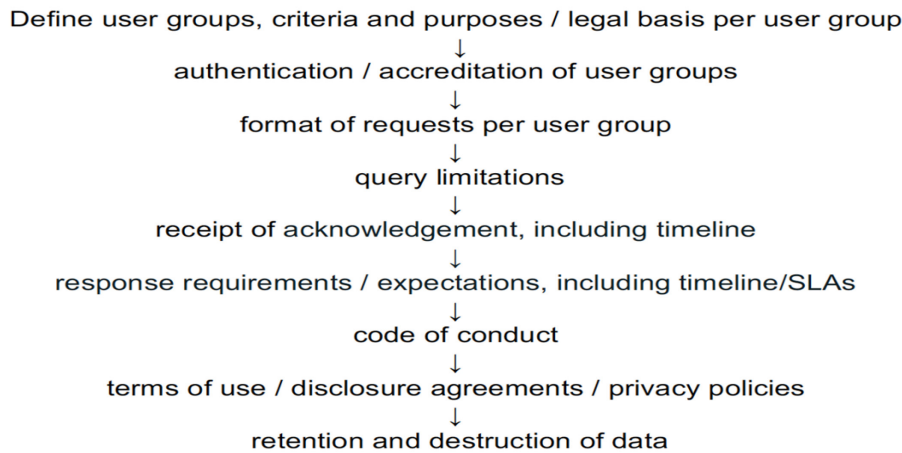 Define user groups, criteria and purposes / legal basis per user group
↓
authentication / accreditation of user groups
↓
format of requests per user group
↓
query limitations
↓
receipt of acknowledgement, including timeline
↓
response requirements / expectations, including timeline/SLAs
↓
code of conduct
↓
terms of use / disclosure agreements / privacy policies
↓
retention and destruction of data